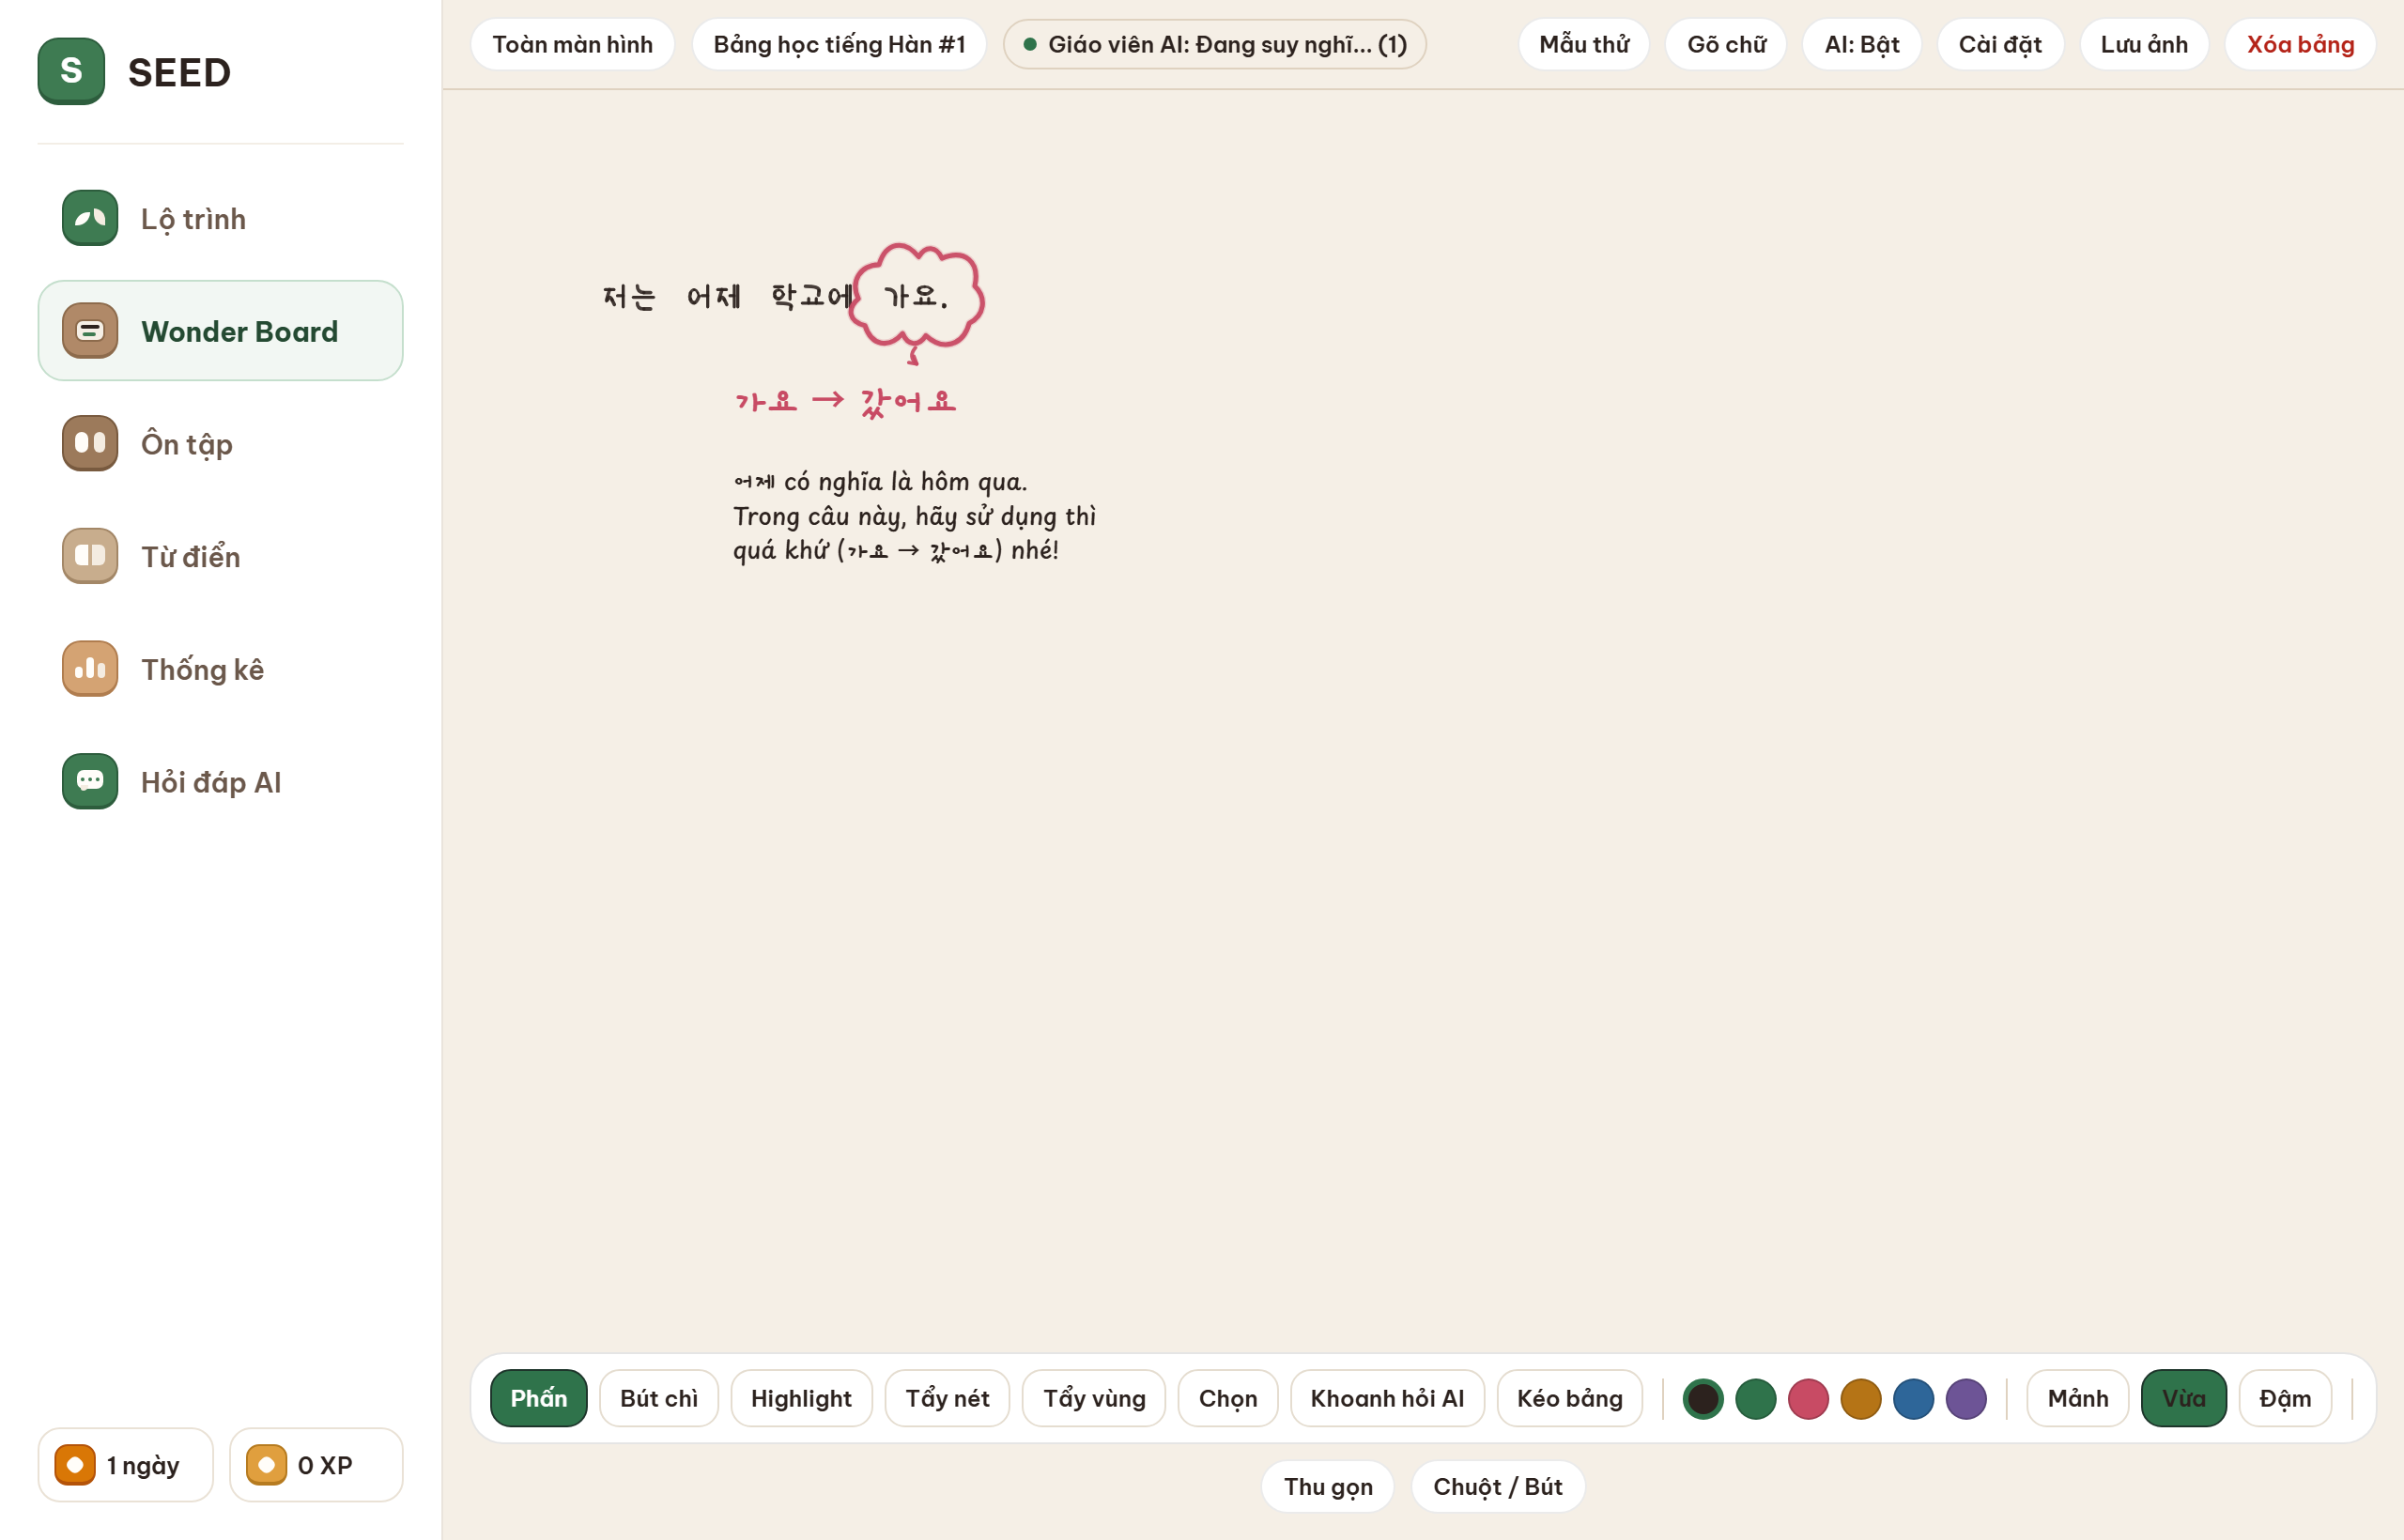 S SEED
Lộ trình
Wonder Board
Ôn tập
Từ điển
Thống kê
Hỏi đáp AI
1 ngày
0 XP
Toàn màn hình
Bảng học tiếng Hàn #1
Giáo viên AI: Đang suy nghĩ... (1)
Mẫu thử
Gõ chữ
AI: Bật
Cài đặt
Lưu ảnh
Xóa bảng
저는 어제 학교에 가요.
가요 → 갔어요
어제 có nghĩa là hôm qua.
Trong câu này, hãy sử dụng thì
quá khứ (가요 → 갔어요) nhé!
Phấn
Bút chì
Highlight
Tẩy nét
Tẩy vùng
Chọn
Khoanh hỏi AI
Kéo bảng
Mảnh
Vừa
Đậm
Thu gọn
Chuột / Bút